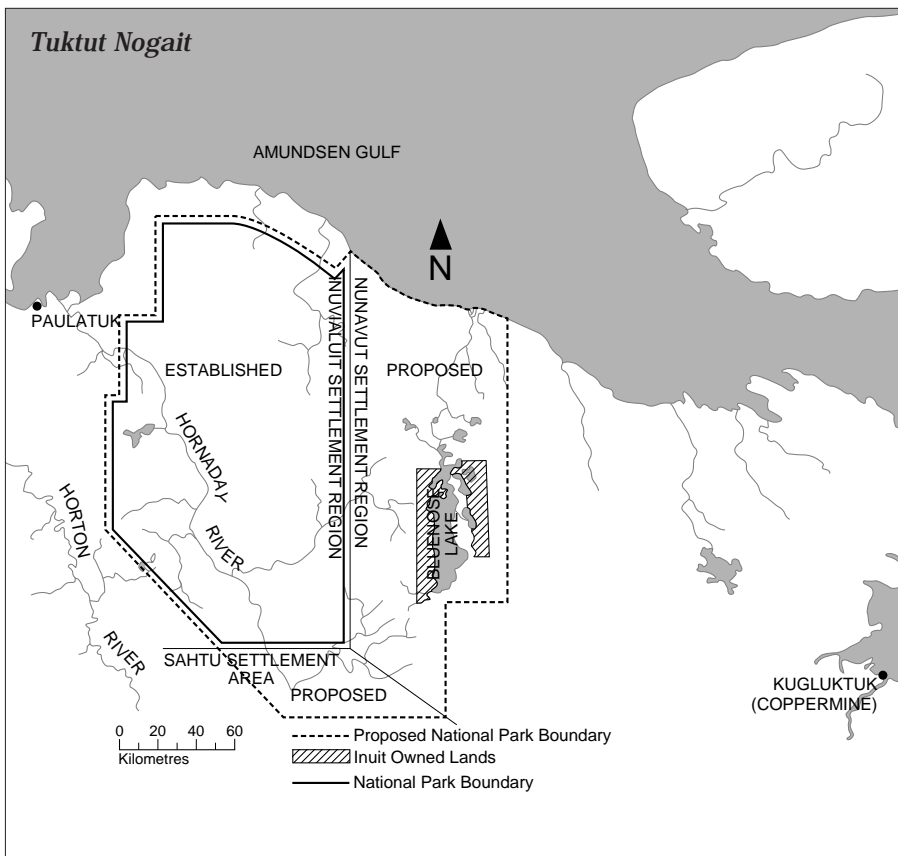 Tuktut Nogait
AMUNDSEN GULF
N
PAULATUK
ESTABLISHED
INUVIALUIT SETTLEMENT REGION
NUNAVUT SETTLEMENT REGION
PROPOSED
HORNADAY
RIVER
HORTON
RIVER
BLUENOSE
LAKE
SAHTU SETTLEMENT
AREA
PROPOSED
KUGLUKTUK
(COPPERMINE)
0 20 40 60
Kilometres
Proposed National Park Boundary
Inuit Owned Lands
National Park Boundary